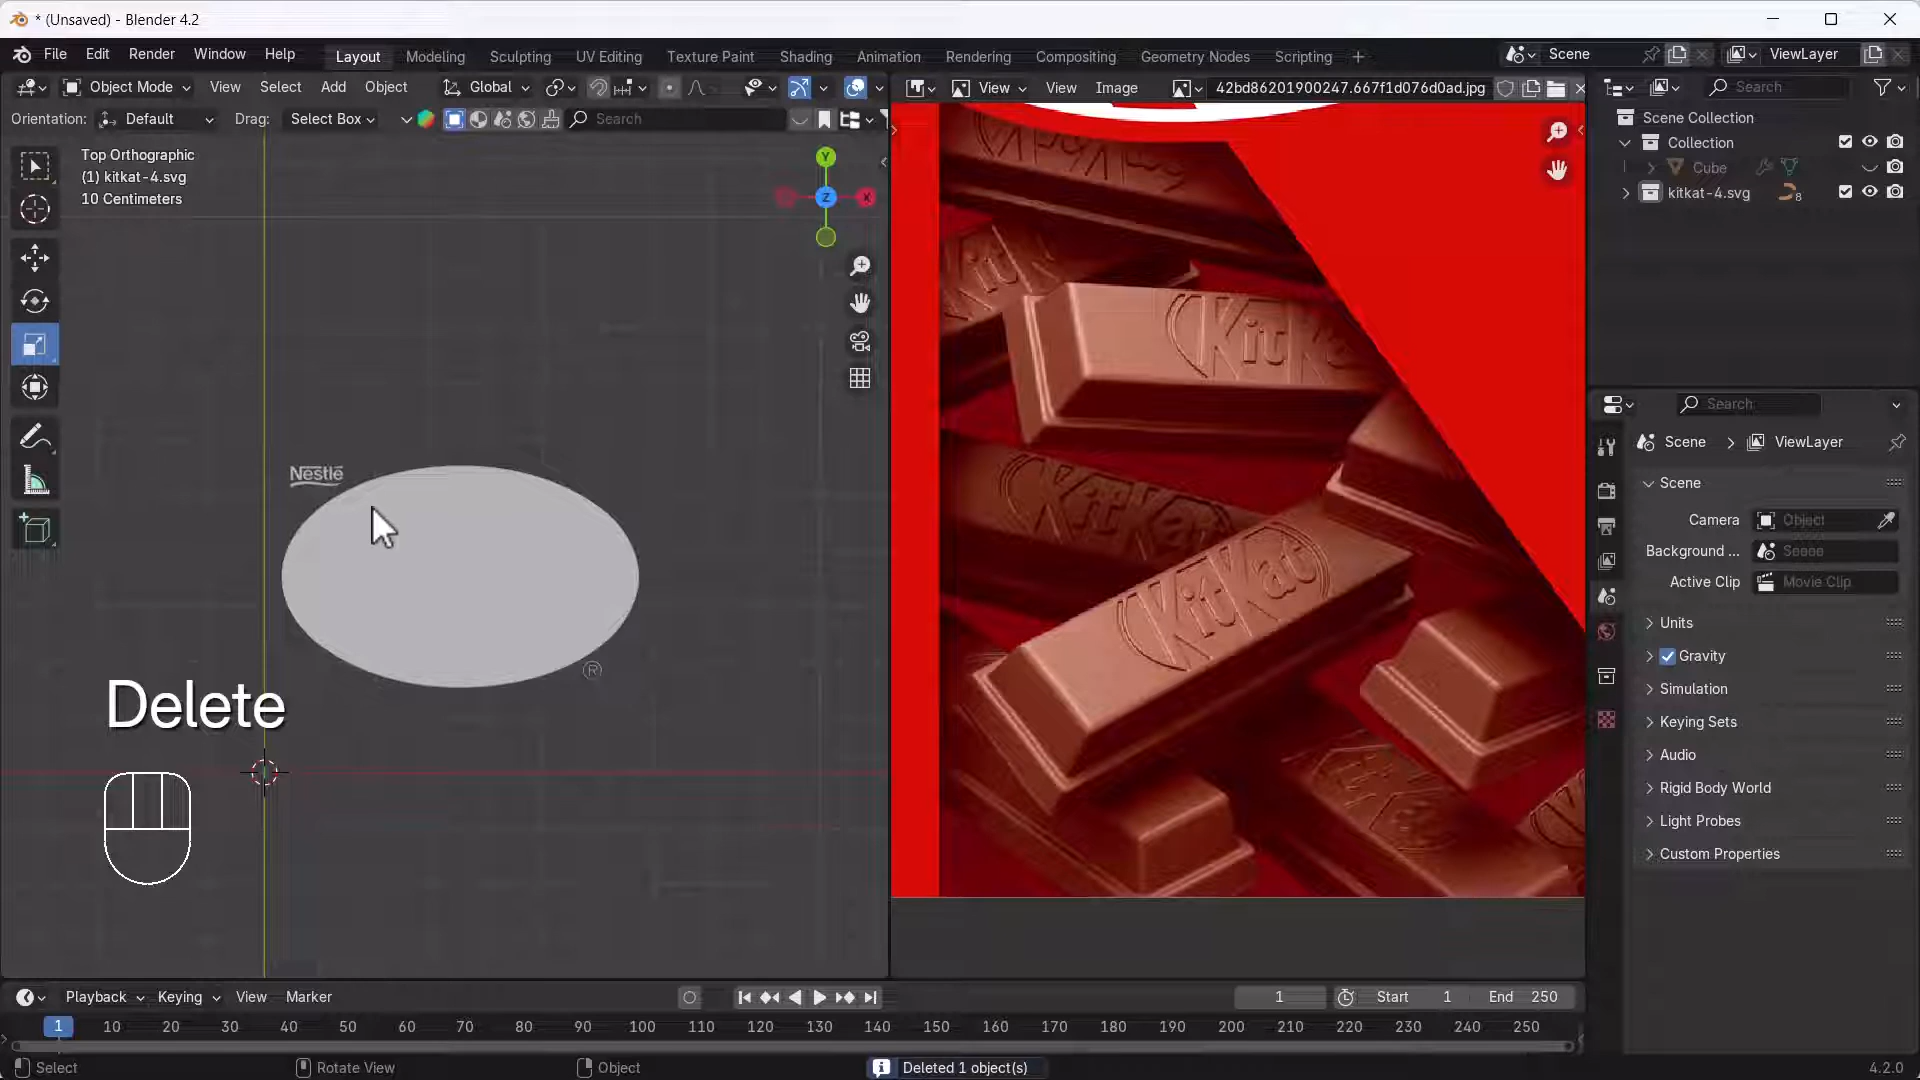 * (Unsaved) - Blender 4.2
File Edit Render Window Help
Layout Modeling Sculpting UV Editing Texture Paint Shading Animation Rendering Compositing Geometry Nodes Scripting +
Scene
ViewLayer
Object Mode View Select Add Object Global
View View Image 42bd86201900247.667f1d076d0ad.jpg
Search
Orientation: Default Drag: Select Box Search
Top Orthographic
(1) kitkat-4.svg
10 Centimeters
Y
Z
X
Scene Collection
Collection
Cube
kitkat-4.svg 8
Nestlé
®
Delete
KitKat
KitKat
KitKat
Search
Scene > ViewLayer
Scene
Camera Object
Background ... Scene
Active Clip Movie Clip
Units
Gravity
Simulation
Keying Sets
Audio
Rigid Body World
Light Probes
Custom Properties
Playback Keying View Marker
1 Start 1 End 250
1 10 20 30 40 50 60 70 80 90 100 110 120 130 140 150 160 170 180 190 200 210 220 230 240 250
Select Rotate View Object Deleted 1 object(s) 4.2.0